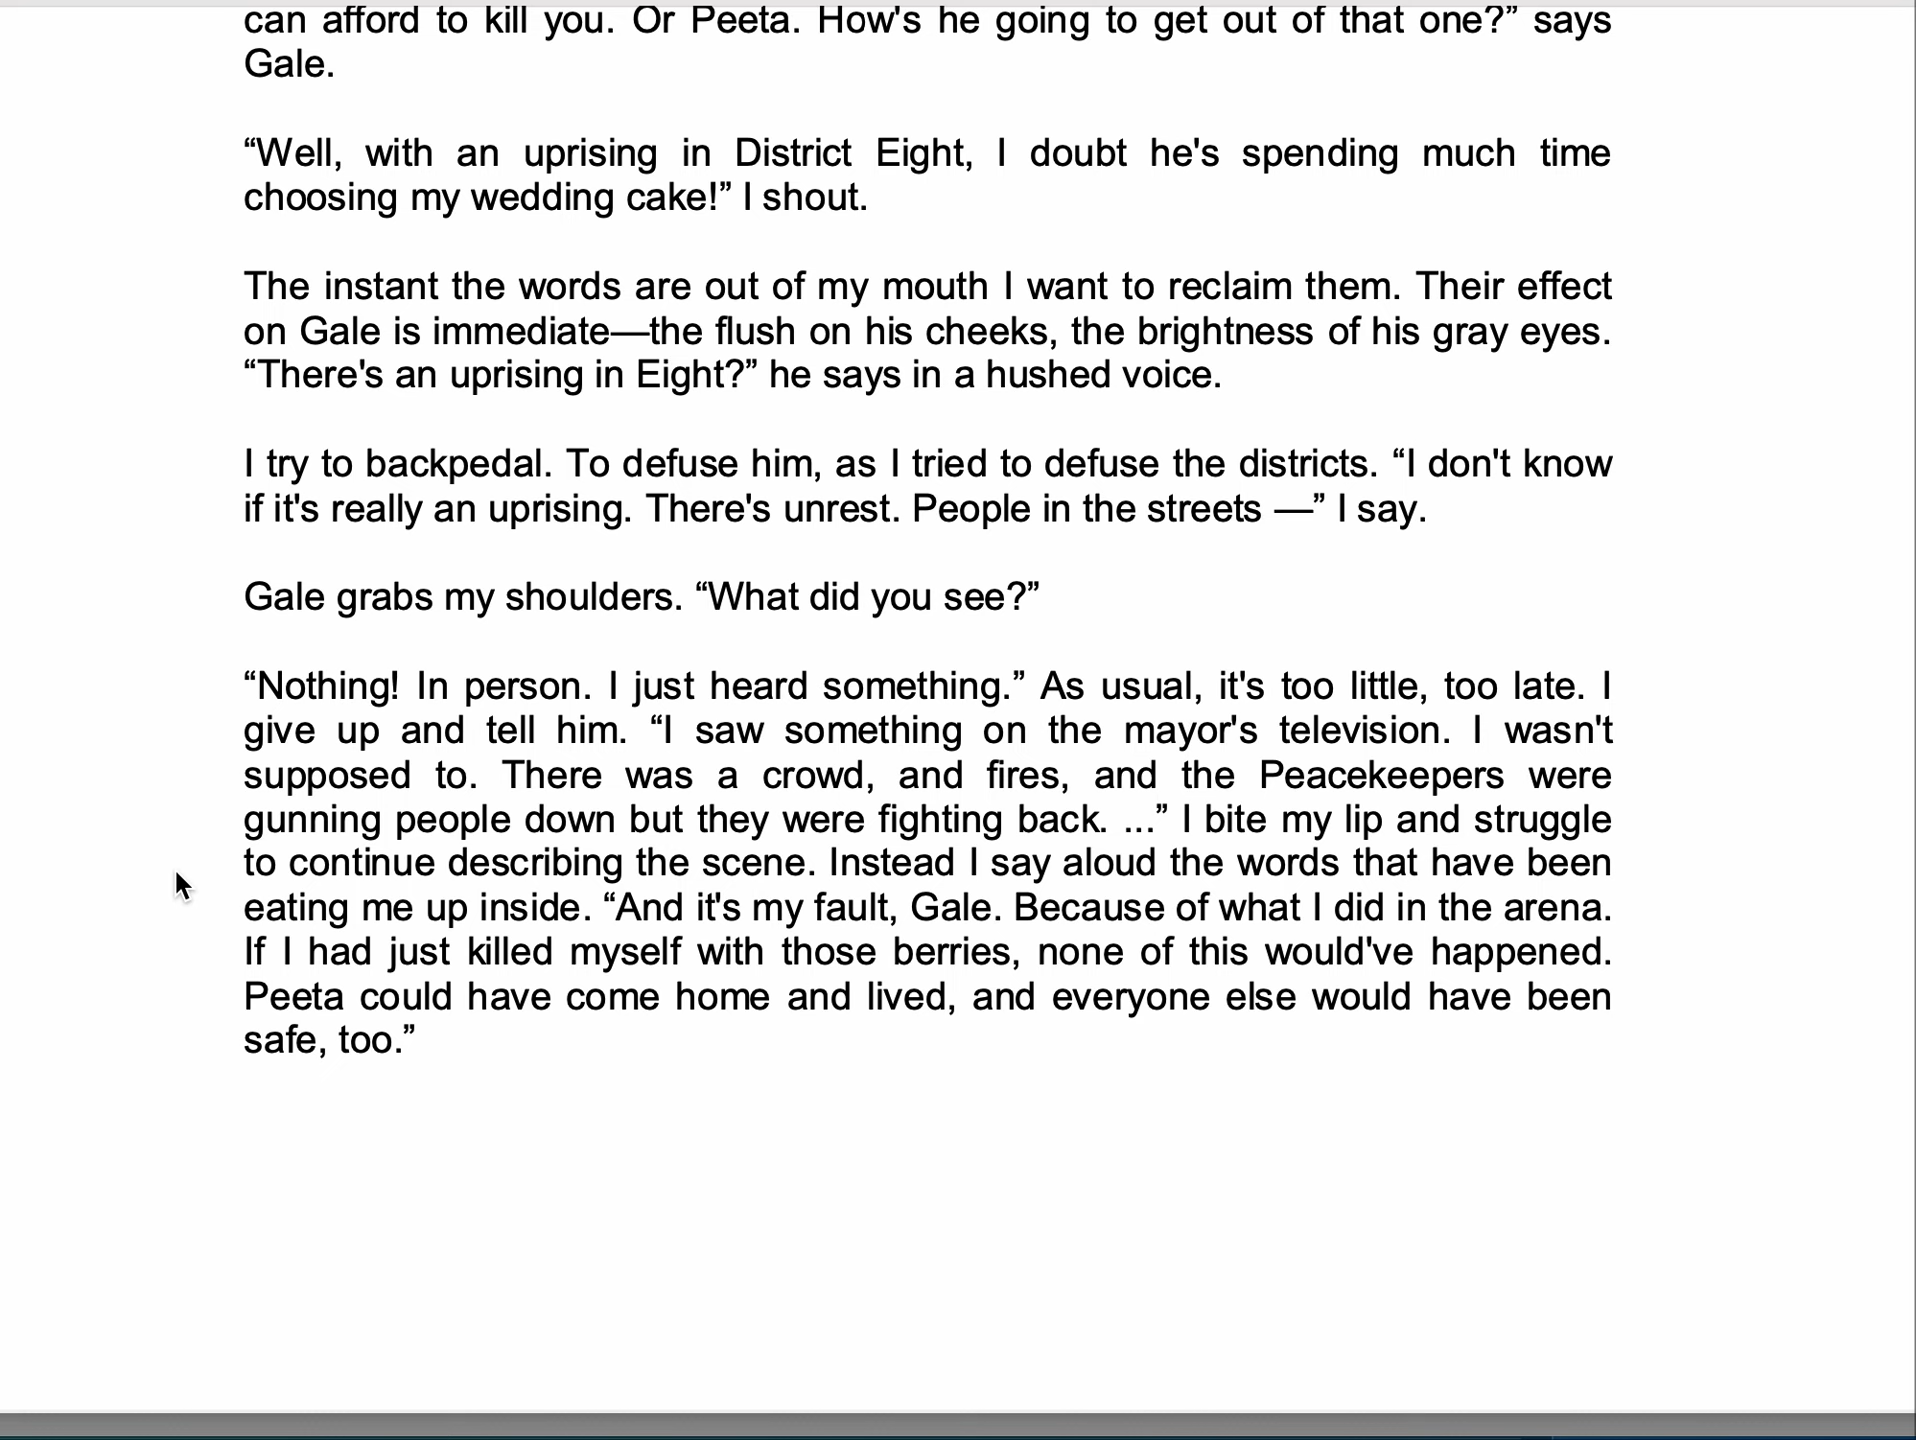 can afford to kill you. Or Peeta. How's he going to get out of that one?” says
Gale.
“Well, with an uprising in District Eight, I doubt he's spending much time
choosing my wedding cake!” I shout.
The instant the words are out of my mouth I want to reclaim them. Their effect
on Gale is immediate—the flush on his cheeks, the brightness of his gray eyes.
“There's an uprising in Eight?” he says in a hushed voice.
I try to backpedal. To defuse him, as I tried to defuse the districts. “I don't know
if it's really an uprising. There's unrest. People in the streets —” I say.
Gale grabs my shoulders. “What did you see?”
“Nothing! In person. I just heard something.” As usual, it's too little, too late. I
give up and tell him. “I saw something on the mayor's television. I wasn't
supposed to. There was a crowd, and fires, and the Peacekeepers were
gunning people down but they were fighting back. ...” I bite my lip and struggle
to continue describing the scene. Instead I say aloud the words that have been
eating me up inside. “And it's my fault, Gale. Because of what I did in the arena.
If I had just killed myself with those berries, none of this would've happened.
Peeta could have come home and lived, and everyone else would have been
safe, too.”